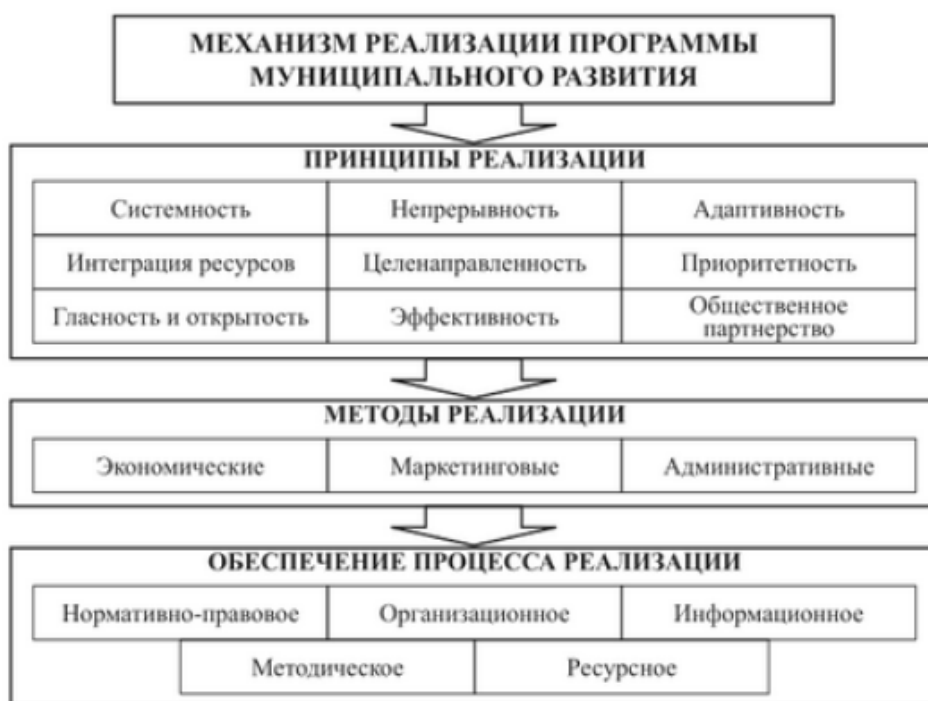 МЕХАНИЗМ РЕАЛИЗАЦИИ ПРОГРАММЫ
МУНИЦИПАЛЬНОГО РАЗВИТИЯ
ПРИНЦИПЫ РЕАЛИЗАЦИИ
Системность
Непрерывность
Адаптивность
Интеграция ресурсов
Целенаправленность
Приоритетность
Гласность и открытость
Эффективность
Общественное
партнерство
МЕТОДЫ РЕАЛИЗАЦИИ
Экономические
Маркетинговые
Административные
ОБЕСПЕЧЕНИЕ ПРОЦЕССА РЕАЛИЗАЦИИ
Нормативно-правовое
Организационное
Информационное
Методическое
Ресурсное